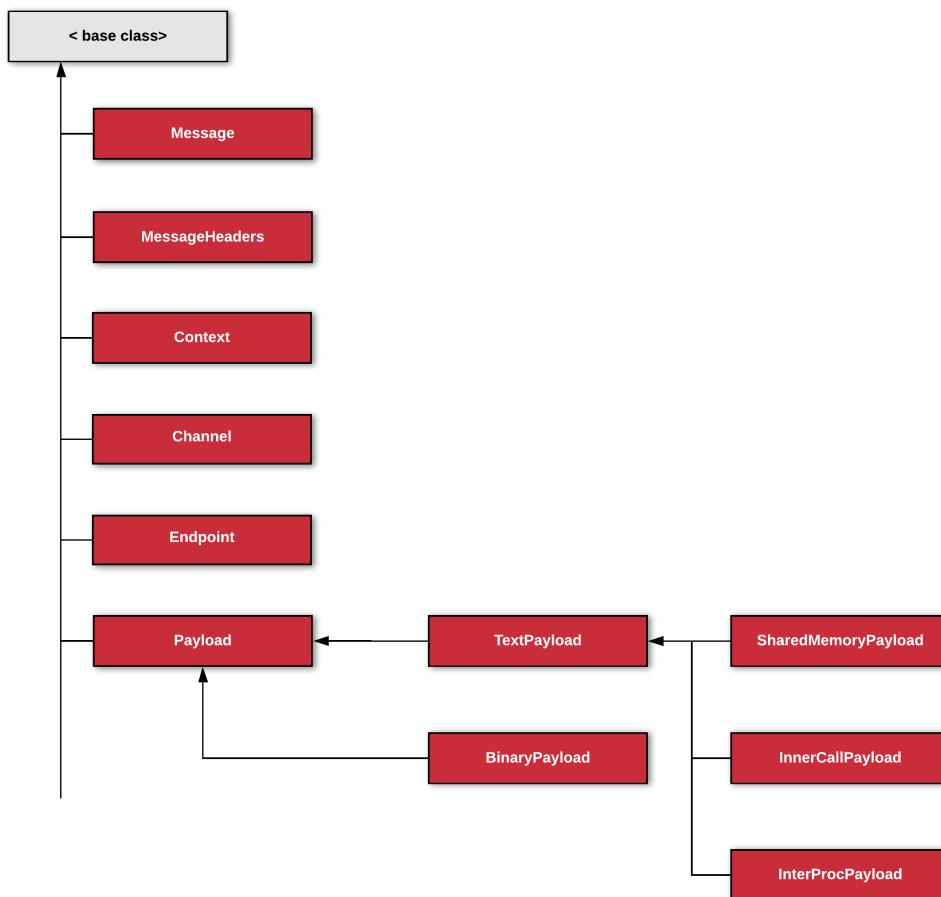 < base class>
Message
MessageHeaders
Context
Channel
Endpoint
Payload
TextPayload
SharedMemoryPayload
BinaryPayload
InnerCallPayload
InterProcPayload